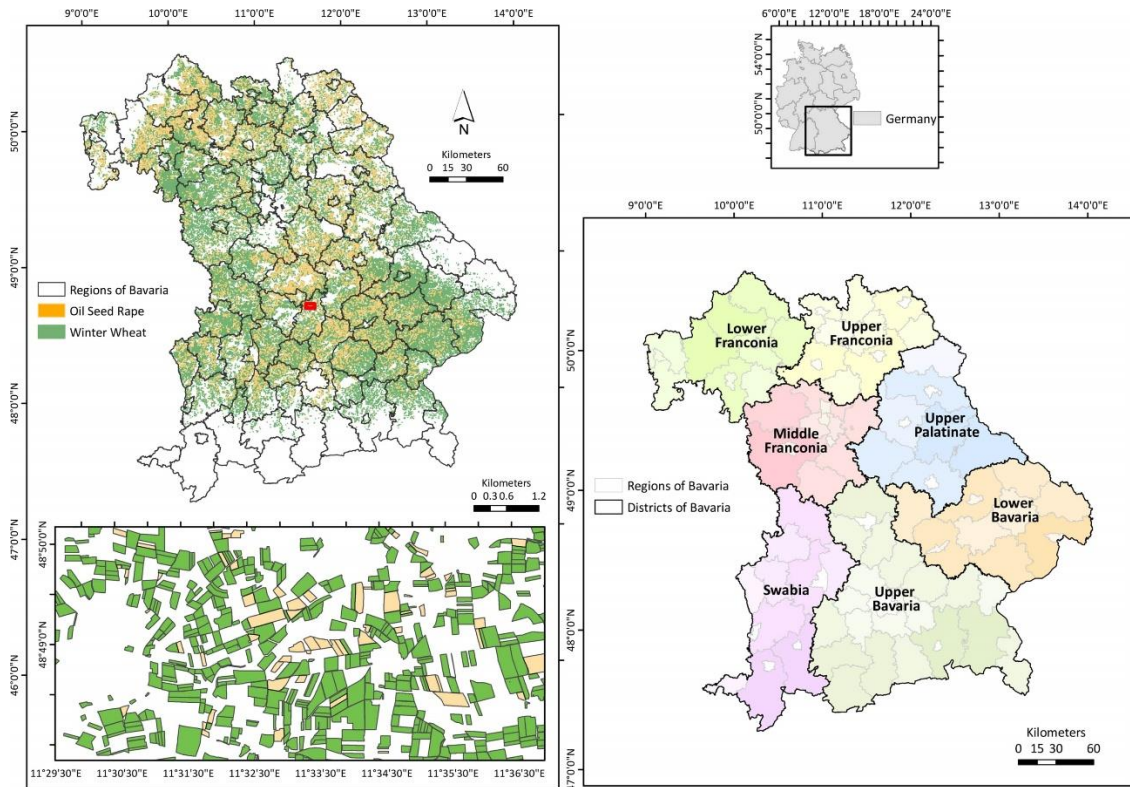 9°0'0"N 10°0'0"E 11°0'0"E 12°0'0"E 13°0'0"E 14°0'0"E
50°0'0"N
49°0'0"N
48°0'0"N
47°0'0"N
46°0'0"N
N
Kilometers
0 15 30 60
Regions of Bavaria
Oil Seed Rape
Winter Wheat
Kilometers
0 0.3 0.6 1.2
48°50'0"N
48°49'0"N
11°29'30"E 11°30'30"E 11°31'30"E 11°32'30"E 11°33'30"E 11°34'30"E 11°35'30"E 11°36'30"E
6°0'0"E 12°0'0"E 18°0'0"E 24°0'0"E
54°0'0"N
50°0'0"N
Germany
9°0'0"E 10°0'0"E 11°0'0"E 12°0'0"E 13°0'0"E 14°0'0"E
50°0'0"N
49°0'0"N
48°0'0"N
47°0'0"N
Lower
Franconia
Upper
Franconia
Middle
Franconia
Upper
Palatinate
Lower
Bavaria
Swabia
Upper
Bavaria
Regions of Bavaria
Districts of Bavaria
Kilometers
0 15 30 60